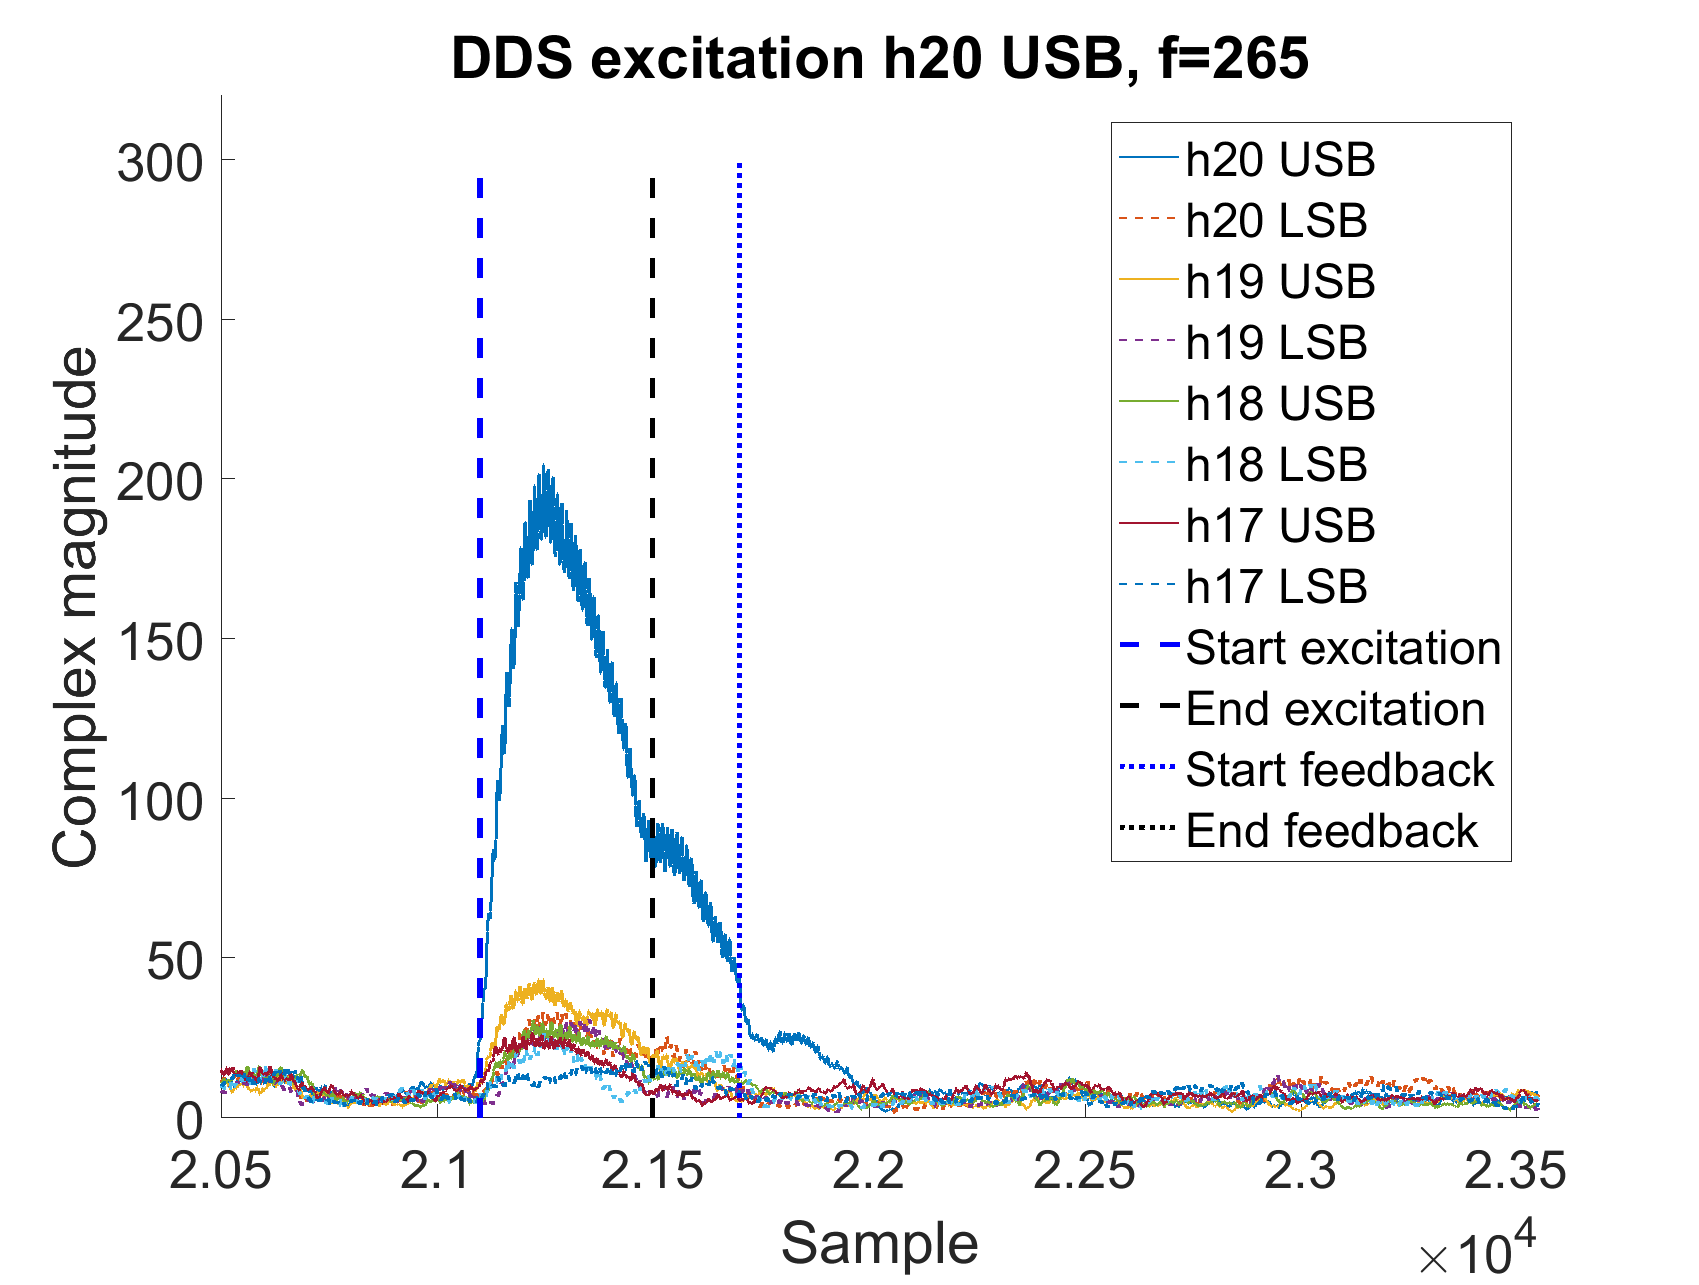 DDS excitation h20 USB, f=265
Complex magnitude
300
250
200
150
100
50
0
2.05 2.1 2.15 2.2 2.25 2.3 2.35
Sample
×10^4
h20 USB
h20 LSB
h19 USB
h19 LSB
h18 USB
h18 LSB
h17 USB
h17 LSB
Start excitation
End excitation
Start feedback
End feedback